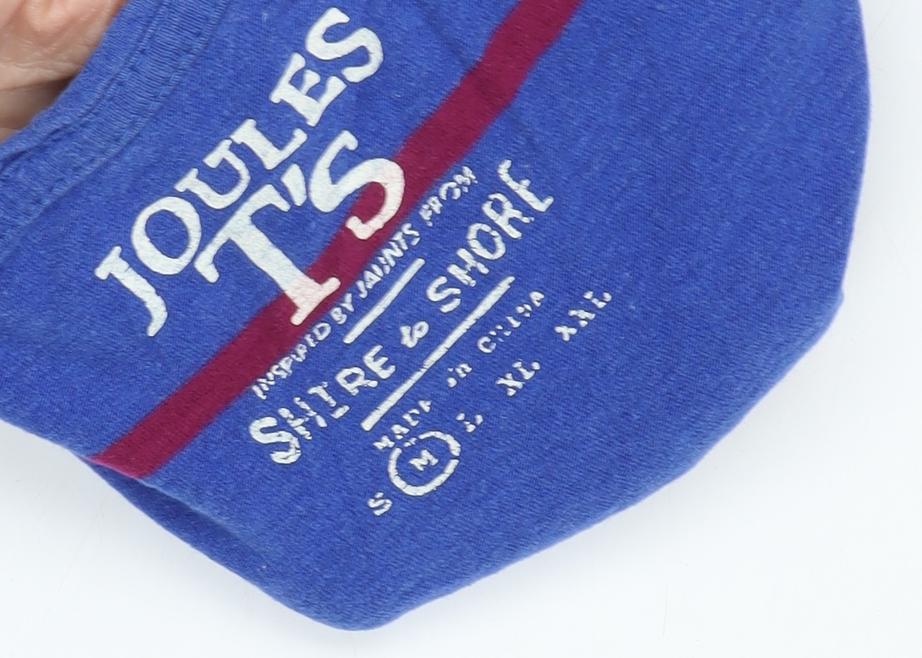 JOULES
T'S
INSPIRED BY JAUNTS FROM
SHIRE to SHORE
MADE in CHINA
S M L XL XXL